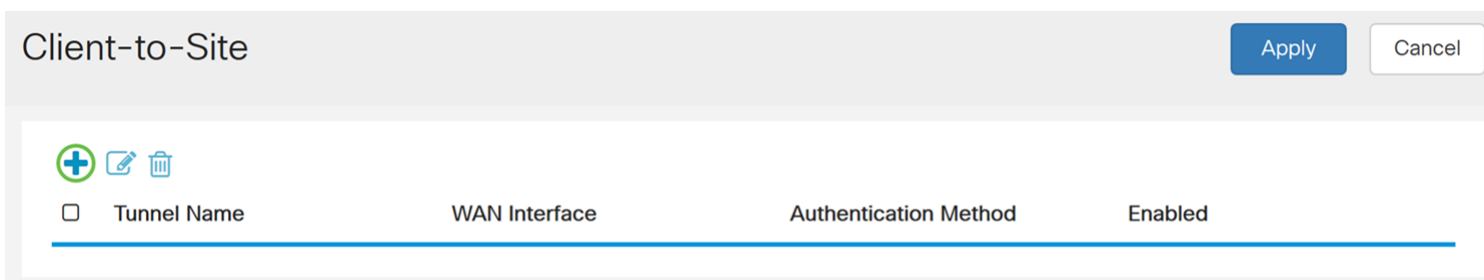 Client-to-Site Apply Cancel
Tunnel Name WAN Interface Authentication Method Enabled